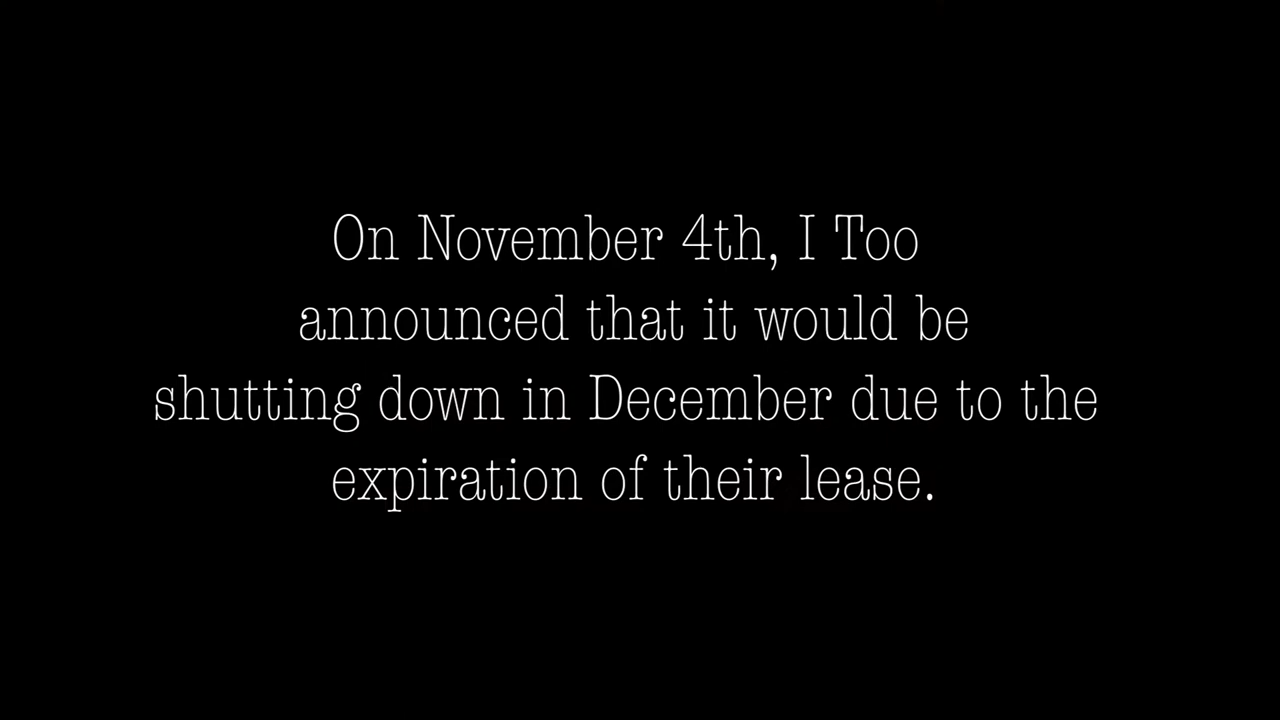 On November 4th, I Too
announced that it would be
shutting down in December due to the
expiration of their lease.